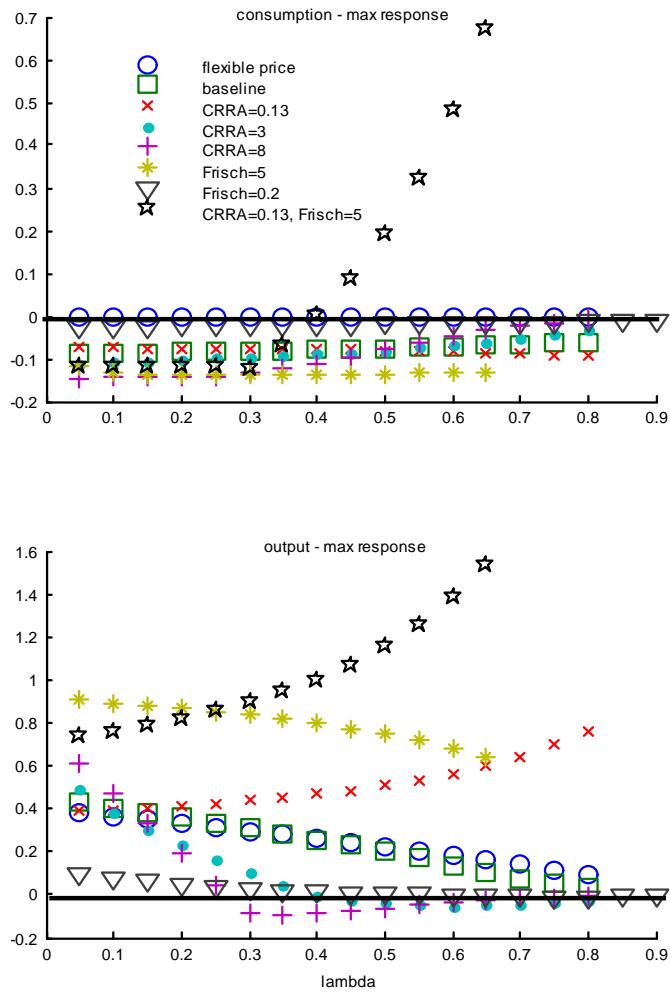 consumption - max response
0.7
0.6
0.5
0.4
0.3
0.2
0.1
0
-0.1
-0.2
flexible price
baseline
CRRA=0.13
CRRA=3
CRRA=8
Frisch=5
Frisch=0.2
CRRA=0.13, Frisch=5
0 0.1 0.2 0.3 0.4 0.5 0.6 0.7 0.8 0.9
output - max response
1.6
1.4
1.2
1
0.8
0.6
0.4
0.2
0
-0.2
0 0.1 0.2 0.3 0.4 0.5 0.6 0.7 0.8 0.9
lambda